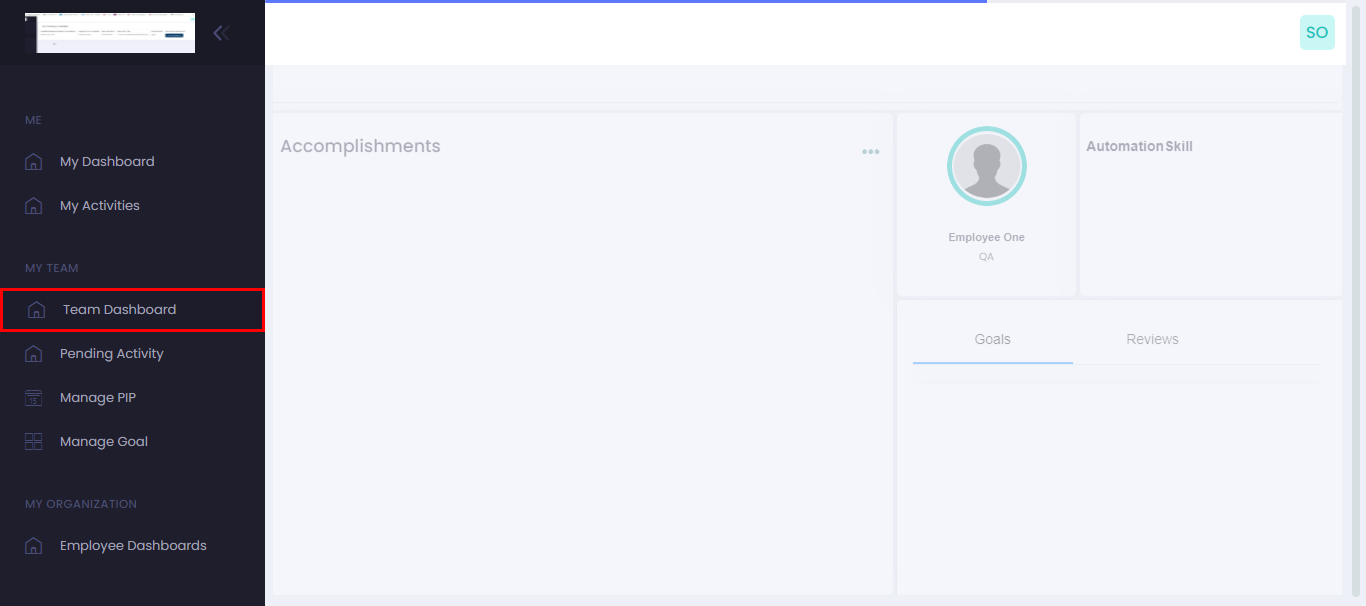 SO
ME
My Dashboard
My Activities
MY TEAM
Team Dashboard
Pending Activity
Manage PIP
15
Manage Goal
MY ORGANIZATION
Employee Dashboards
Accomplishments
Employee One
QA
Automation Skill
Goals
Reviews